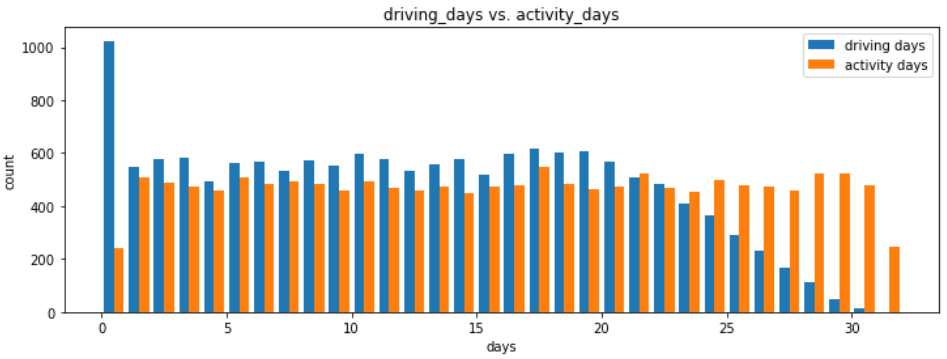 driving_days vs. activity_days
driving days
activity days
1000
800
600
400
200
0
count
0 5 10 15 20 25 30
days